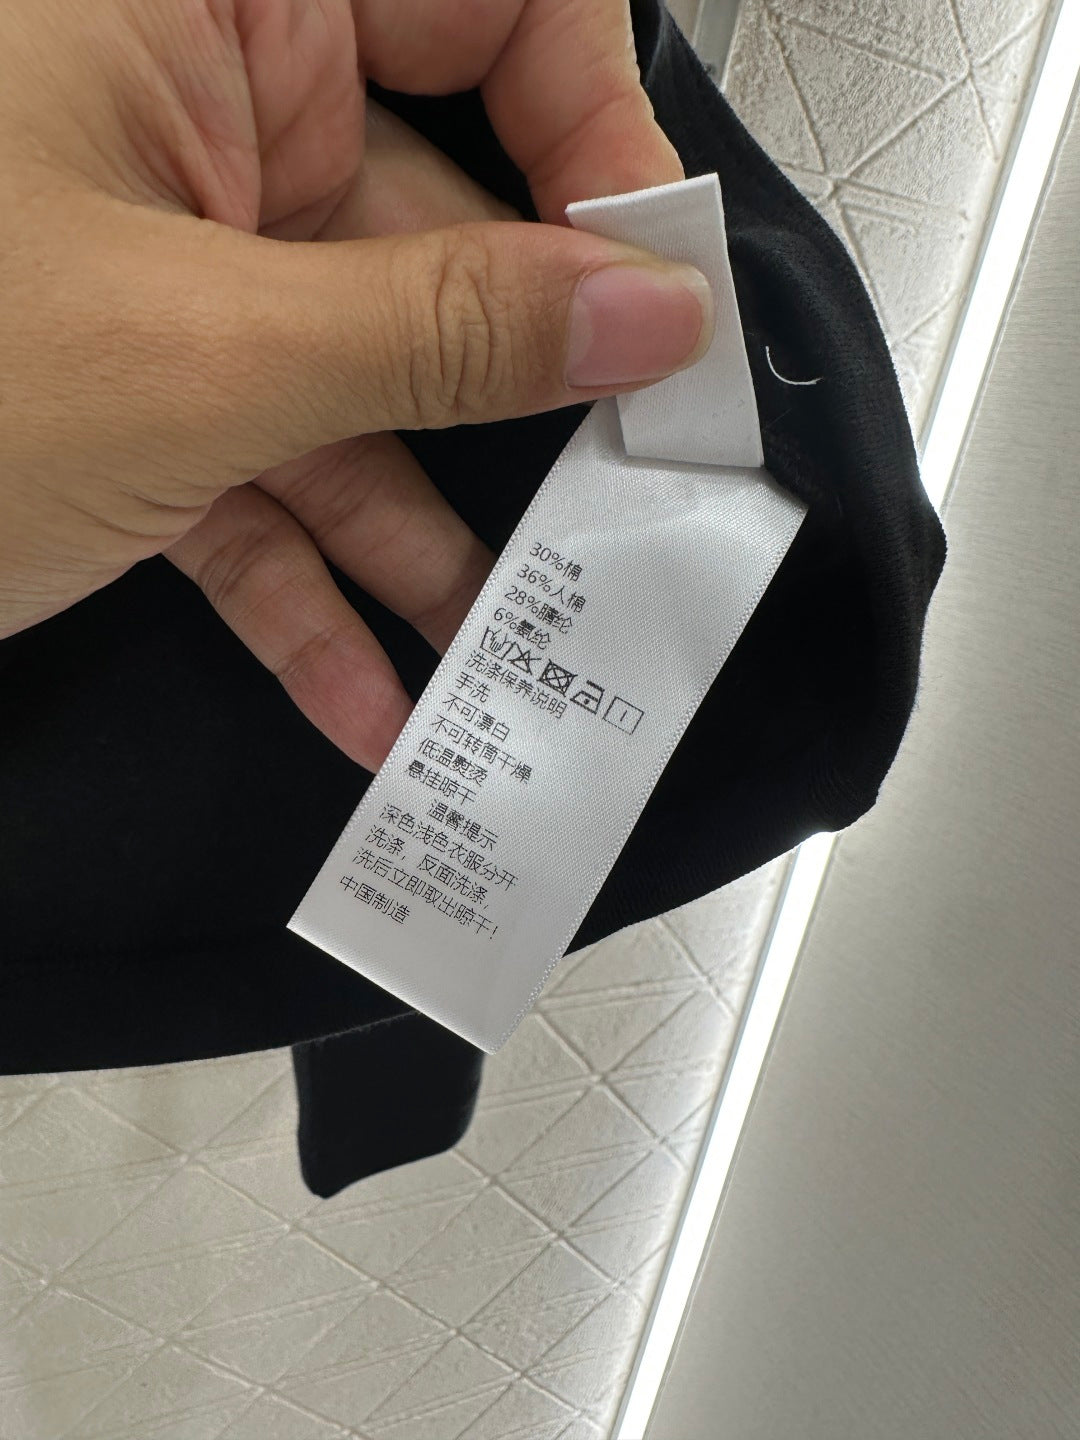 30%棉
36%人棉
28%腈纶
6%氨纶
洗涤保养说明
手洗
不可漂白
不可转筒干燥
低温熨烫
悬挂晾干
温馨提示
深色浅色衣服分开
洗涤，反面洗涤，
洗后立即取出晾干！
中国制造